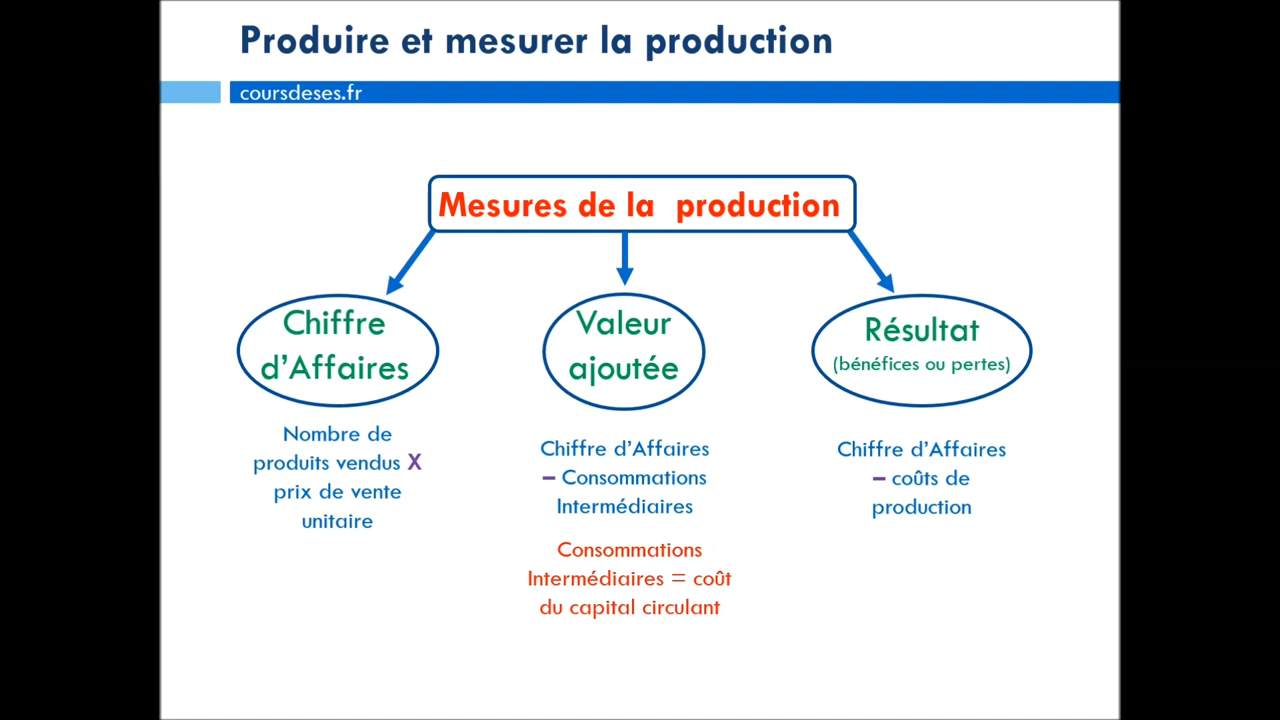 Produire et mesurer la production
coursdeses.fr
Mesures de la production
Chiffre
d'Affaires
Nombre de
produits vendus X
prix de vente
unitaire
Valeur
ajoutée
Chiffre d'Affaires
– Consommations
Intermédiaires
Consommations
Intermédiaires = coût
du capital circulant
Résultat
(bénéfices ou pertes)
Chiffre d'Affaires
– coûts de
production